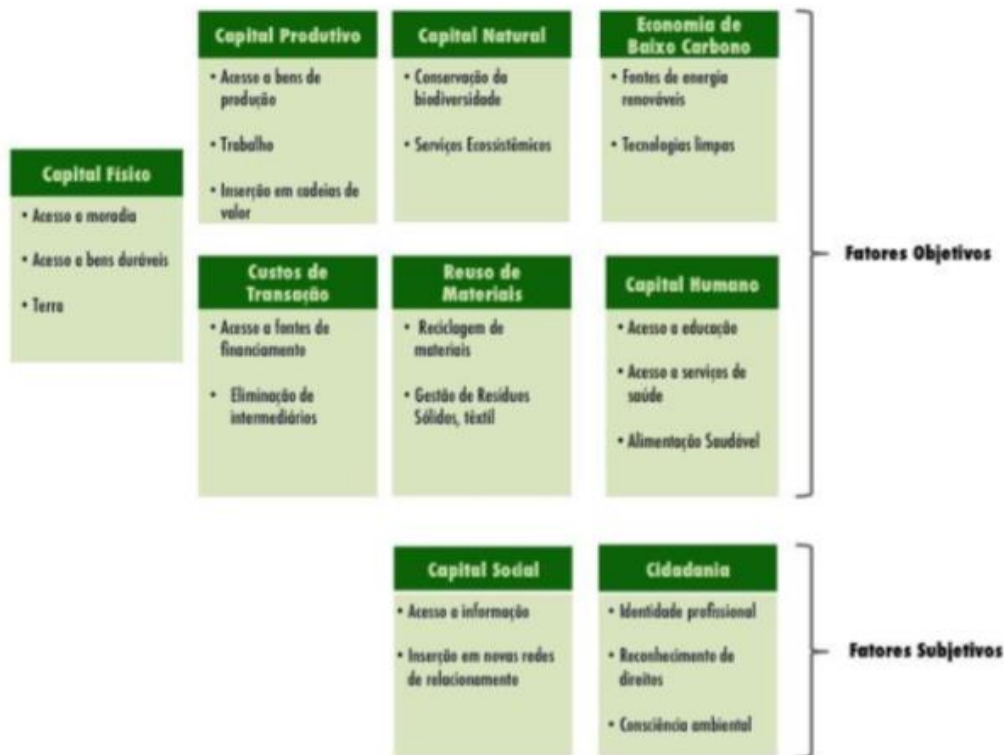 Capital Físico
• Acesso a moradia
• Acesso a bens duráveis
• Terra
Capital Produtivo
• Acesso a bens de
produção
• Trabalho
• Inserção em cadeias de
valor
Capital Natural
• Conservação da
biodiversidade
• Serviços Ecossistêmicos
Economia de
Baixo Carbono
• Fontes de energia
renováveis
• Tecnologias limpas
Custos de
Transação
• Acesso a fontes de
financiamento
• Eliminação de
intermediários
Reuso de
Materiais
• Reciclagem de
materiais
• Gestão de Resíduos
Sólidos, têxtil
Capital Humano
• Acesso a educação
• Acesso a serviços de
saúde
• Alimentação Saudável
Fatores Objetivos
Capital Social
• Acesso a informação
• Inserção em novas redes
de relacionamento
Cidadania
• Identidade profissional
• Reconhecimento de
direitos
• Consciência ambiental
Fatores Subjetivos